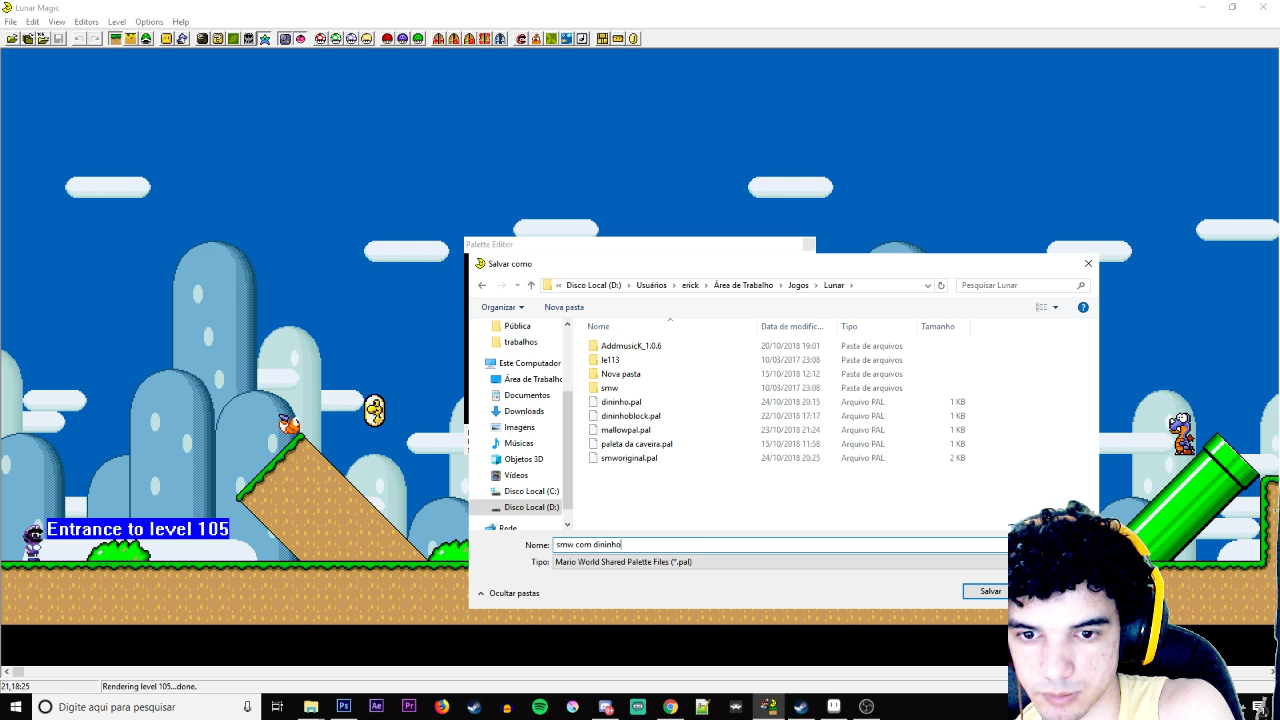 Lunar Magic
File Edit View Editors Level Options Help
Palette Editor
Salvar como
« Disco Local (D:) › Usuários › erick › Área de Trabalho › Jogos › Lunar ›
Pesquisar Lunar
Organizar
Nova pasta
Pública
trabalhos
Este Computador
Área de Trabalho
Documentos
Downloads
Imagens
Músicas
Objetos 3D
Vídeos
Disco Local (C:)
Disco Local (D:)
Rede
Nome Data de modific... Tipo Tamanho
AddmusicK_1.0.6 20/10/2018 19:01 Pasta de arquivos
le113 10/03/2017 23:08 Pasta de arquivos
Nova pasta 15/10/2018 12:12 Pasta de arquivos
smw 10/03/2017 23:08 Pasta de arquivos
dininho.pal 24/10/2018 20:15 Arquivo PAL 1 KB
dininhoblock.pal 22/10/2018 17:17 Arquivo PAL 1 KB
mallowpal.pal 22/10/2018 21:24 Arquivo PAL 1 KB
paleta da caveira.pal 15/10/2018 11:58 Arquivo PAL 1 KB
smworiginal.pal 24/10/2018 20:25 Arquivo PAL 2 KB
Entrance to level 105
Nome: smw com dininho
Tipo: Mario World Shared Palette Files (*.pal)
Ocultar pastas
Salvar
21,18:25 Rendering level 105...done.
Digite aqui para pesquisar